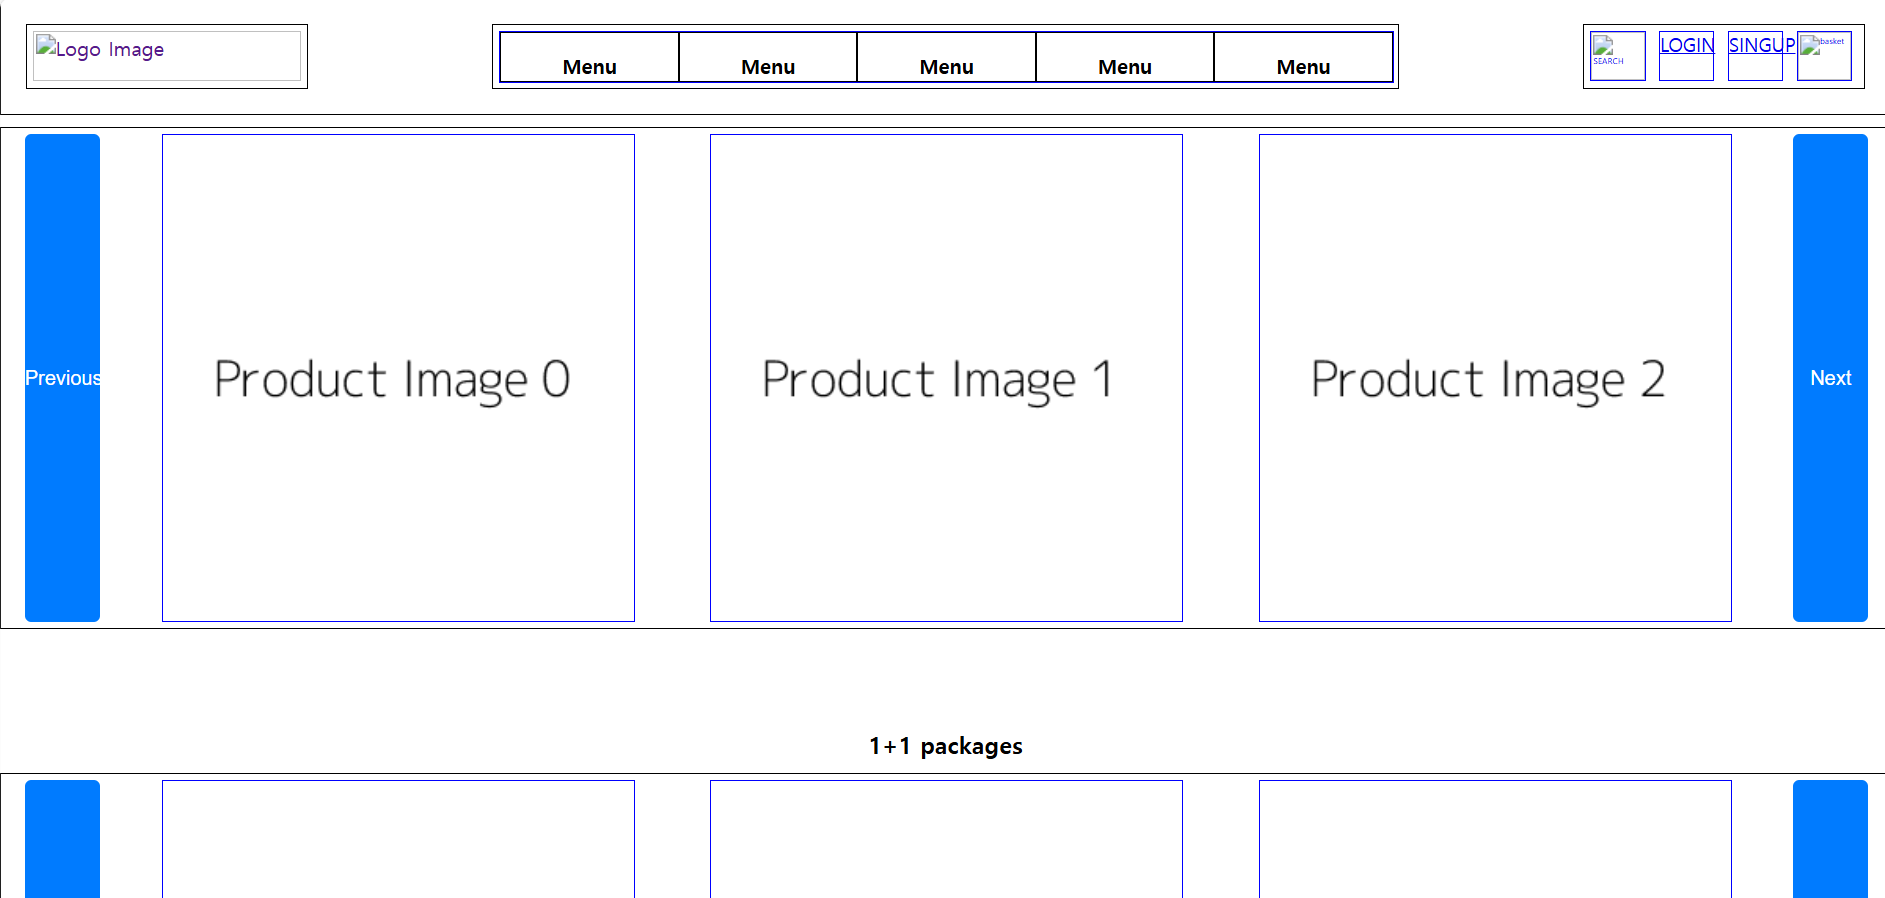 Logo Image
Menu Menu Menu Menu Menu
SEARCH
LOGIN
SINGUP
basket
Previous
Product Image 0
Product Image 1
Product Image 2
Next
1+1 packages